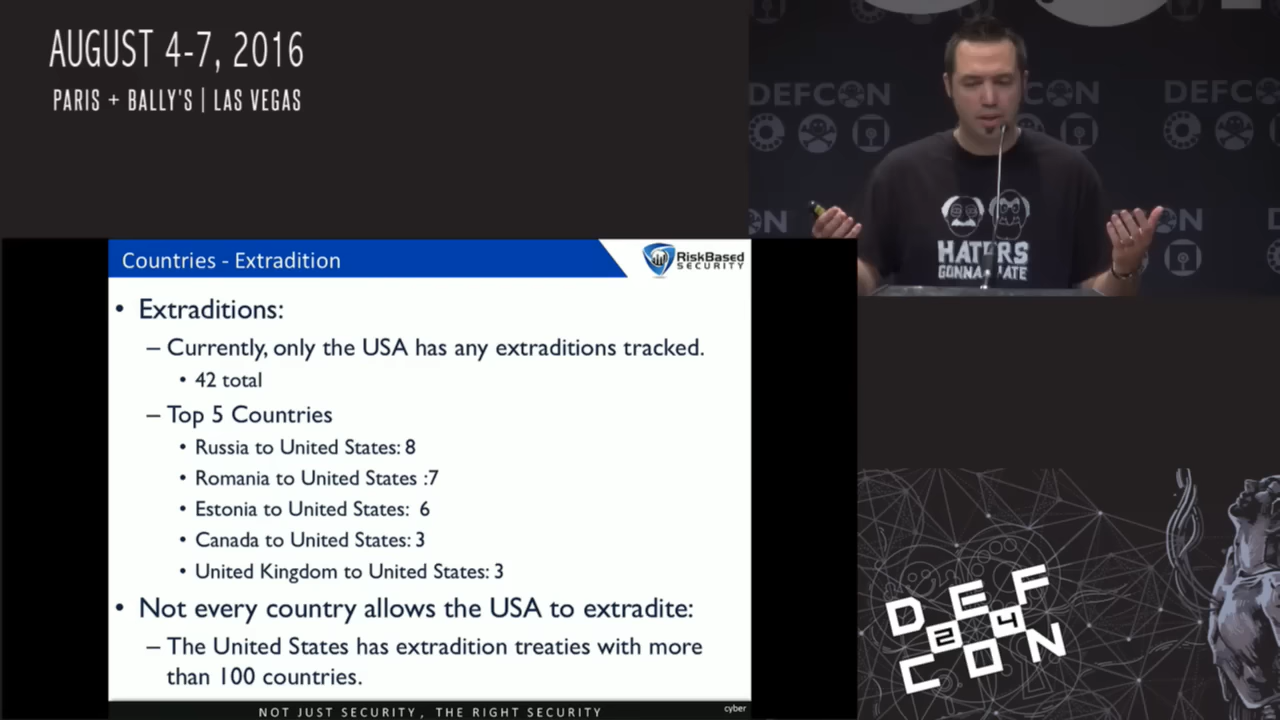 AUGUST 4-7, 2016
PARIS + BALLY'S | LAS VEGAS
DEFCON
CON
DEFC
CON
HATERS
GONNA HATE
Countries - Extradition
RiskBased
SECURITY
• Extraditions:
– Currently, only the USA has any extraditions tracked.
• 42 total
– Top 5 Countries
• Russia to United States: 8
• Romania to United States :7
• Estonia to United States: 6
• Canada to United States: 3
• United Kingdom to United States: 3
• Not every country allows the USA to extradite:
– The United States has extradition treaties with more
than 100 countries.
NOT JUST SECURITY, THE RIGHT SECURITY
cyber
DEF
24
CON